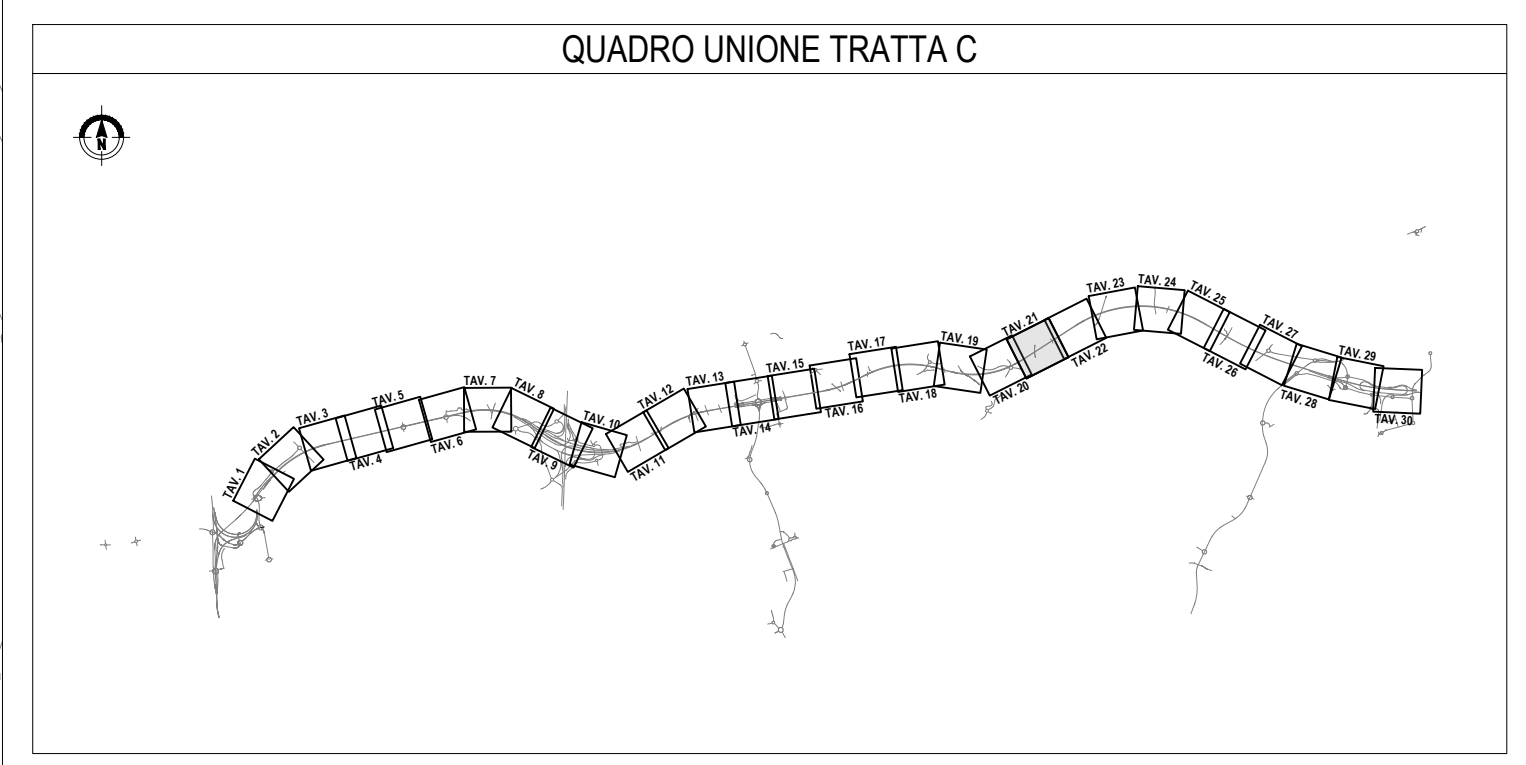 QUADRO UNIONE TRATTA C
N
TAV. 1
TAV. 2
TAV. 3
TAV. 4
TAV. 5
TAV. 6
TAV. 7
TAV. 8
TAV. 9
TAV. 10
TAV. 11
TAV. 12
TAV. 13
TAV. 14
TAV. 15
TAV. 16
TAV. 17
TAV. 18
TAV. 19
TAV. 20
TAV. 21
TAV. 22
TAV. 23
TAV. 24
TAV. 25
TAV. 26
TAV. 27
TAV. 28
TAV. 29
TAV. 30